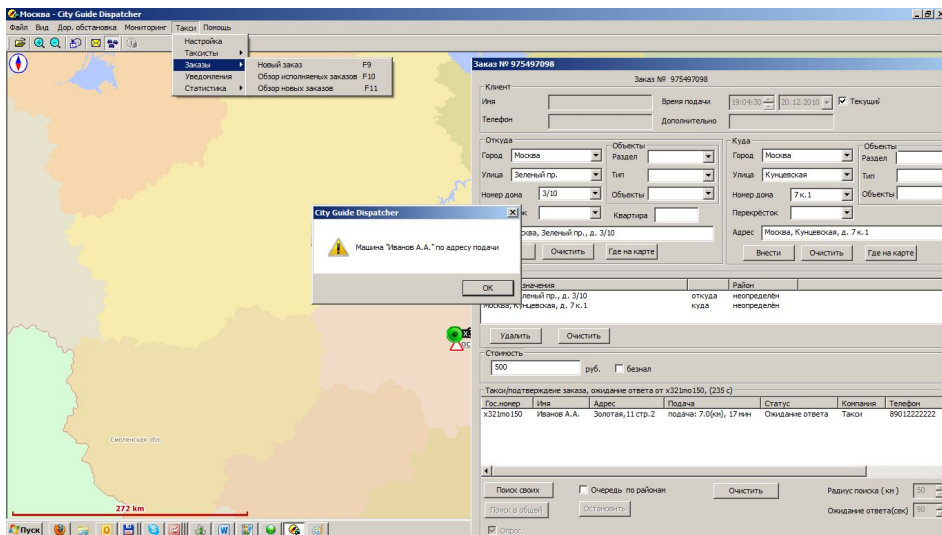 Москва - City Guide Dispatcher
Файл Вид Дор. обстановка Мониторинг Такси Помощь
Настройка
Таксисты
Заказы
Уведомления
Статистика
Новый заказ F9
Обзор исполняемых заказов F10
Обзор новых заказов F11
Заказ № 975497098
Заказ № 975497098
Клиент
Имя Время подачи 19:04:30 20.12.2010 Текущий
Телефон Дополнительно
Откуда Объекты Куда Объекты
Город Москва Раздел Город Москва Раздел
Улица Зеленый пр. Тип Улица Кунцевская Тип
Номер дома 3/10 Объекты Номер дома 7 к.1 Объекты
Квартира Перекрёсток
Зеленый пр., д. 3/10 Адрес Москва, Кунцевская, д. 7 к.1
Очистить Где на карте Внести Очистить Где на карте
City Guide Dispatcher
Машина "Иванов А.А." по адресу подачи
OK
Район
пр., д. 3/10 откуда неопределён
д. 7 к.1 куда неопределён
Удалить Очистить
Стоимость
500 руб. безнал
Такси/подтверждение заказа, ожидание ответа от х321мо150, (235 с)
Гос.номер Имя Адрес Подача Статус Компания Телефон
х321мо150 Иванов А.А. Золотая,11 стр.2 подача: 7.0(км), 17 мин Ожидание ответа Такси 89012222222
Поиск своих Очередь по районам Очистить Радиус поиска ( км ) 50
Поиск в общей Остановить Ожидание ответа(сек) 90
Опрос
Смоленская обл.
272 km
Пуск